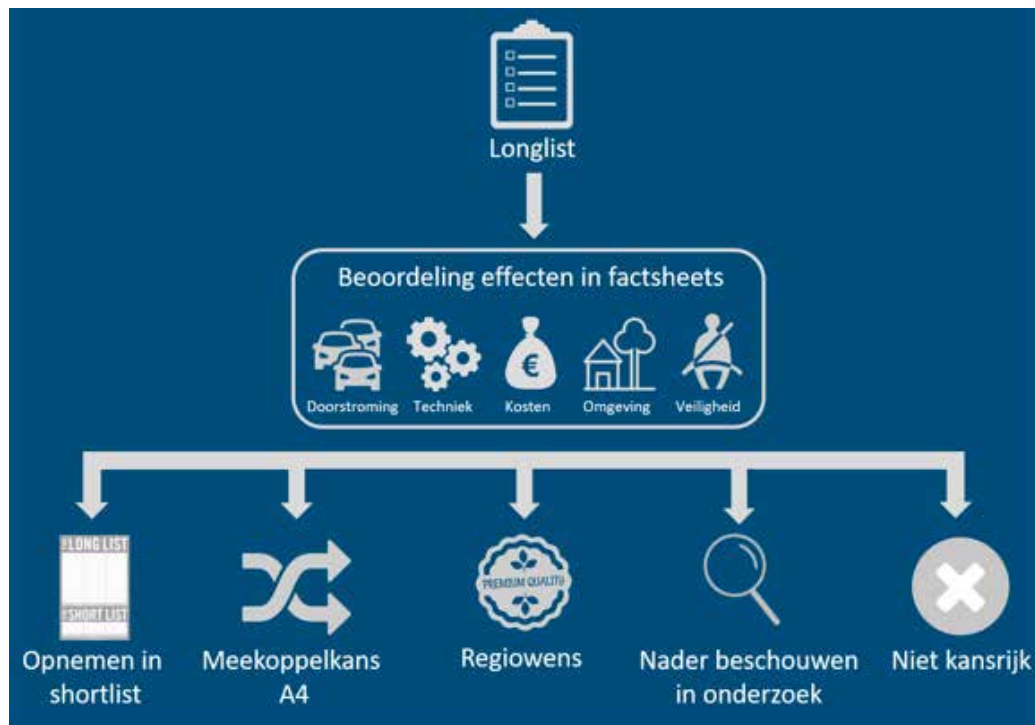 Longlist
Beoordeling effecten in factsheets
€
Doorstroming Techniek Kosten Omgeving Veiligheid
LONG LIST
SHORT LIST
PREMIUM QUALITY
Opnemen in
shortlist
Meekoppelkans
A4
Regiowens
Nader beschouwen
in onderzoek
Niet kansrijk